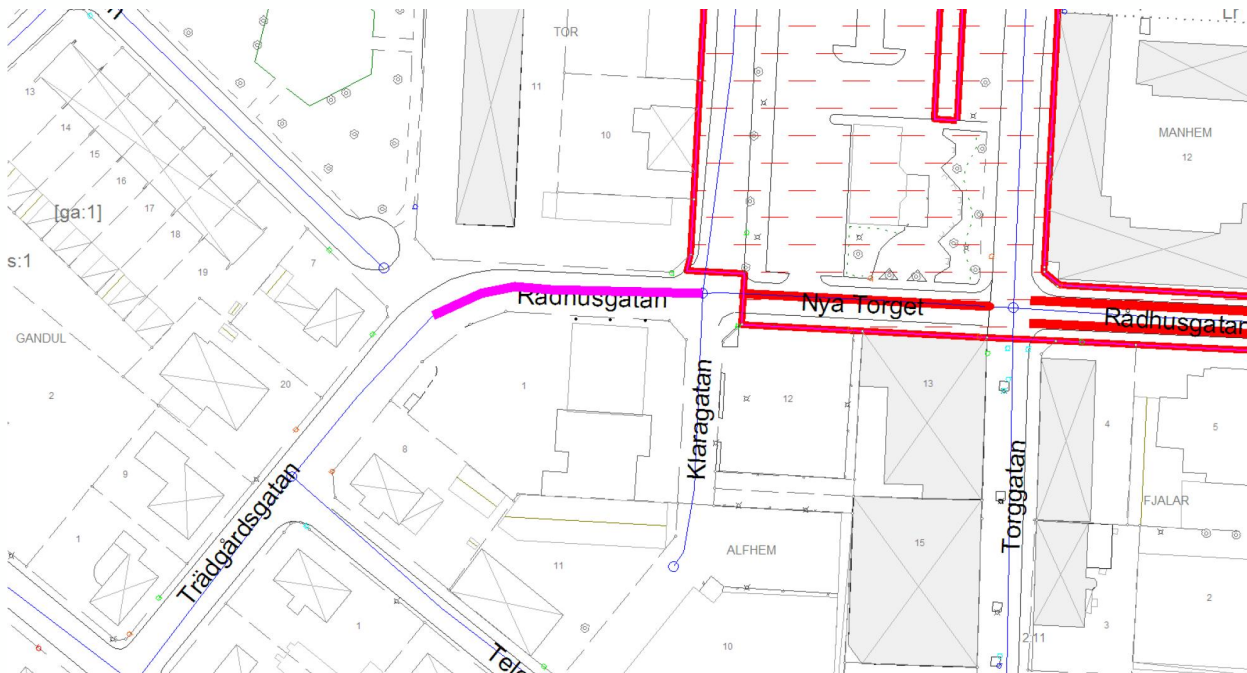 TOR
11
10
Lr
MANHEM
12
13
14
15
16
17
18
19
20
[ga:1]
s:1
7
GANDUL
2
9
1
8
1
Rådhusgatan
Nya Torget
Rådhusgatan
Klaragatan
12
13
4
5
Torggatan
FJALAR
ALFHEM
15
11
10
Trädgårdsgatan
1
2
3
2:11